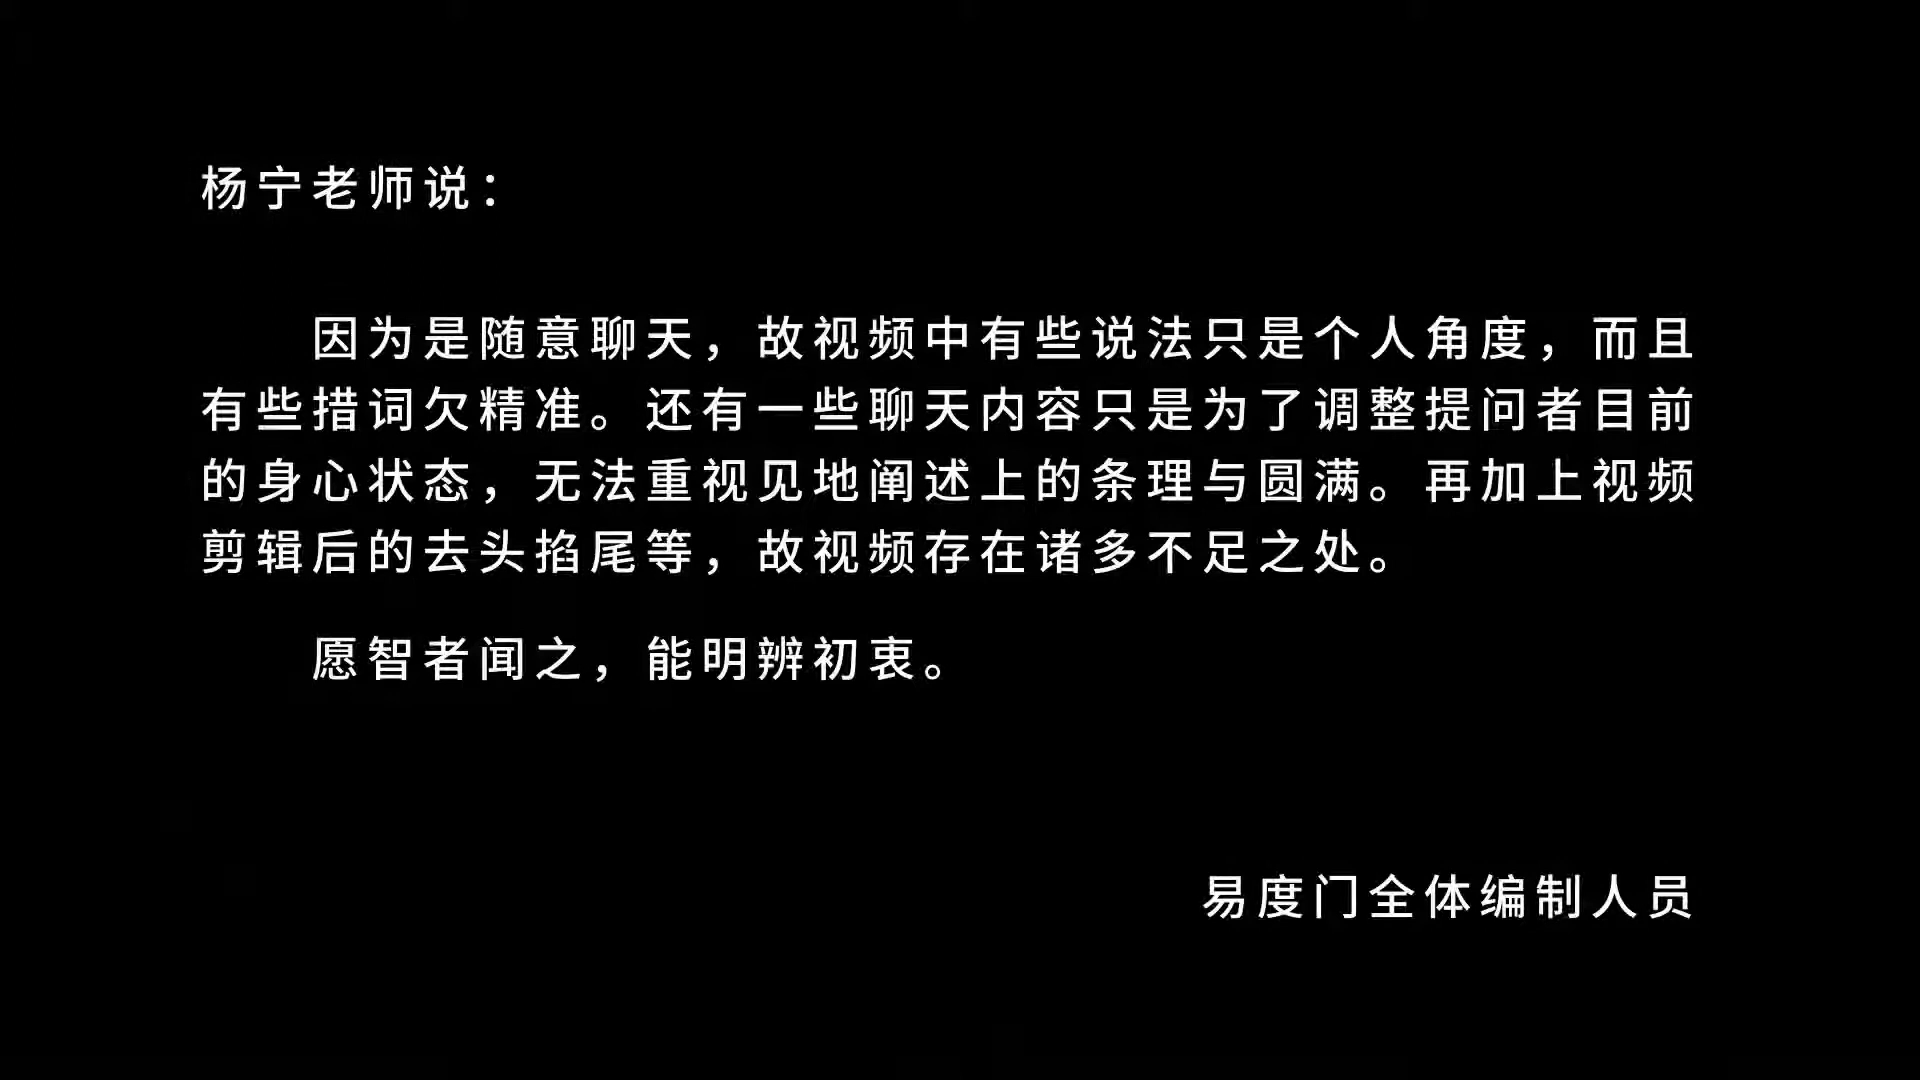 杨宁老师说：
因为是随意聊天，故视频中有些说法只是个人角度，而且
有些措词欠精准。还有一些聊天内容只是为了调整提问者目前
的身心状态，无法重视见地阐述上的条理与圆满。再加上视频
剪辑后的去头掐尾等，故视频存在诸多不足之处。
愿智者闻之，能明辨初衷。
易度门全体编制人员